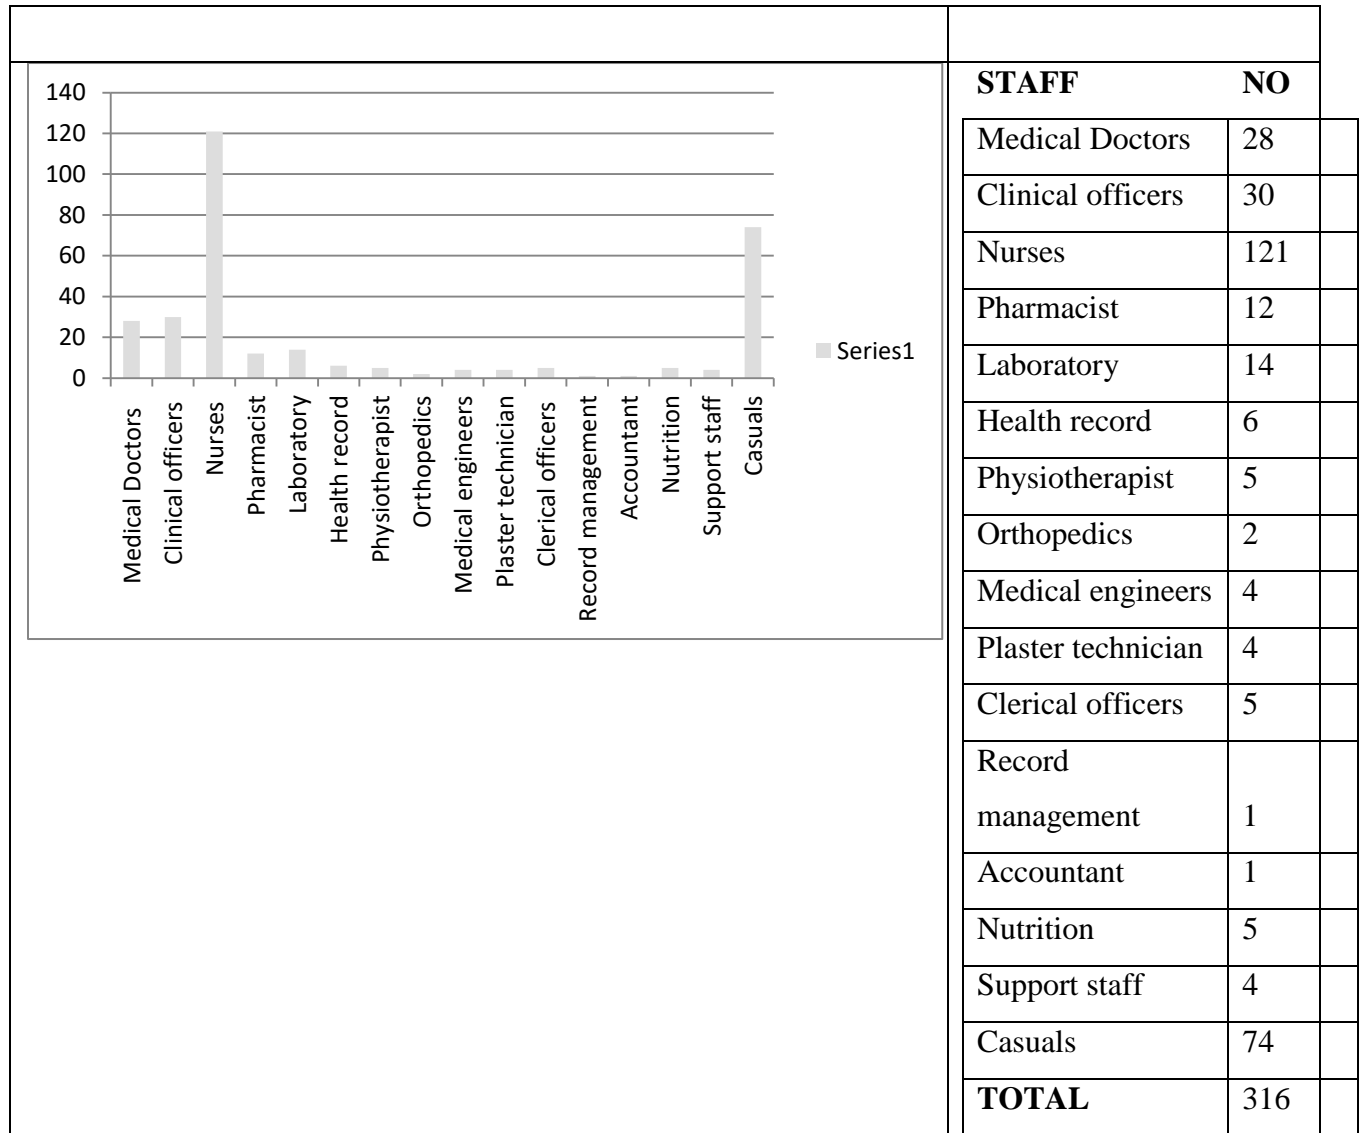 140
120
100
80
60
40
20
0
Medical Doctors
Clinical officers
Nurses
Pharmacist
Laboratory
Health record
Physiotherapist
Orthopedics
Medical engineers
Plaster technician
Clerical officers
Record management
Accountant
Nutrition
Support staff
Casuals
Series1
STAFF NO
Medical Doctors 28
Clinical officers 30
Nurses 121
Pharmacist 12
Laboratory 14
Health record 6
Physiotherapist 5
Orthopedics 2
Medical engineers 4
Plaster technician 4
Clerical officers 5
Record
management 1
Accountant 1
Nutrition 5
Support staff 4
Casuals 74
TOTAL 316